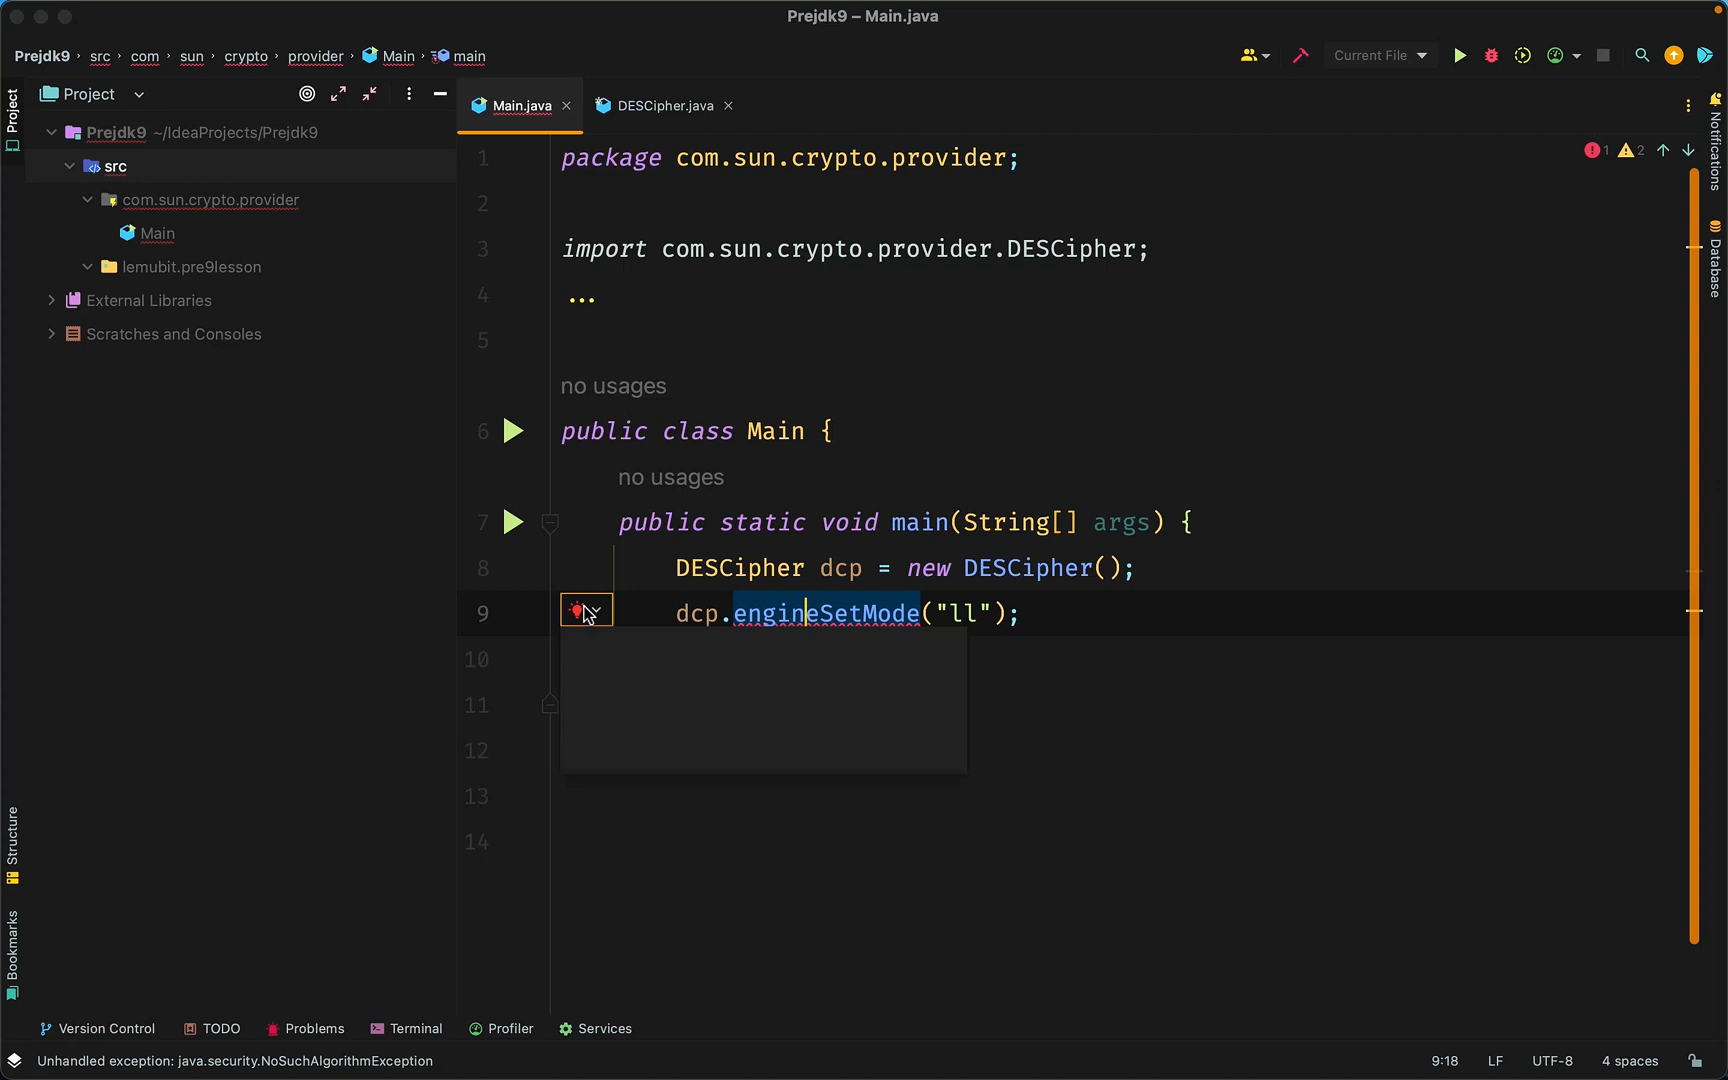 Prejdk9 – Main.java
Prejdk9 › src › com › sun › crypto › provider › Main › main
Current File
Project
Project
Main.java
DESCipher.java
Notifications
Database
Prejdk9 ~/IdeaProjects/Prejdk9
src
com.sun.crypto.provider
Main
lemubit.pre9lesson
External Libraries
Scratches and Consoles
1 package com.sun.crypto.provider;
1 2
2
3 import com.sun.crypto.provider.DESCipher;
4 ...
5
no usages
6 public class Main {
no usages
7 public static void main(String[] args) {
8 DESCipher dcp = new DESCipher();
9 dcp.engineSetMode("ll");
10
11
12
13
14
Structure
Bookmarks
Version Control TODO Problems Terminal Profiler Services
Unhandled exception: java.security.NoSuchAlgorithmException
9:18 LF UTF-8 4 spaces